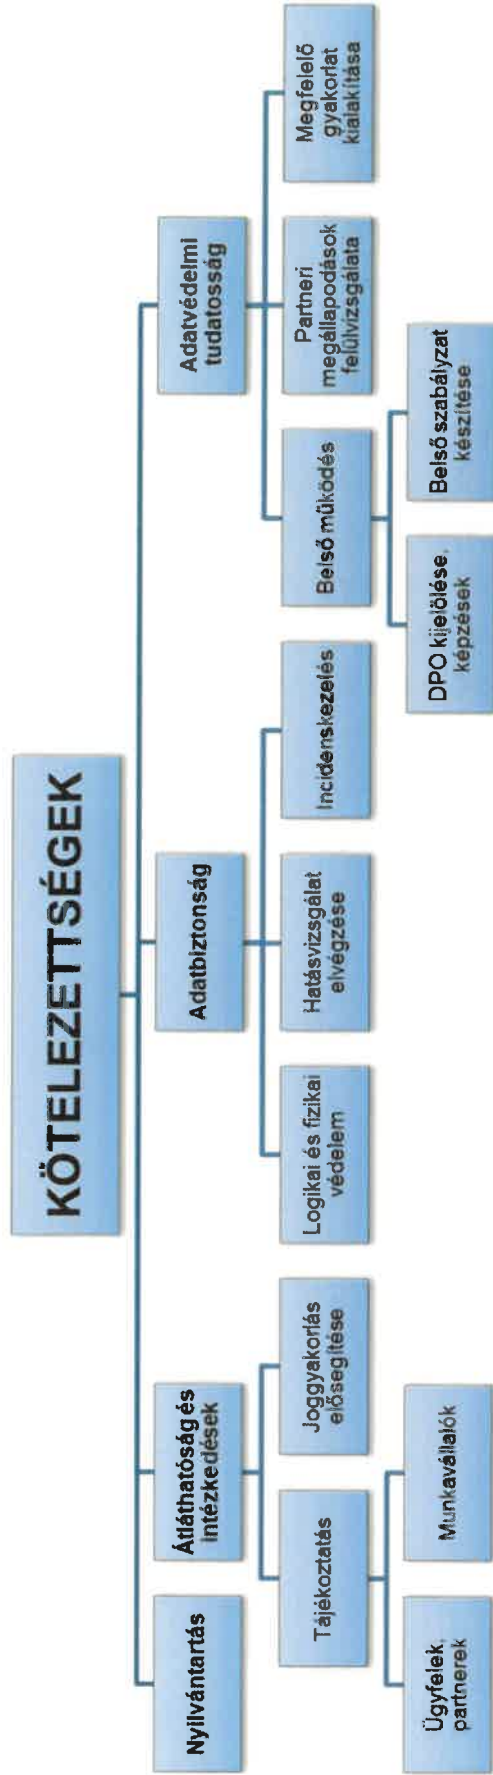 KÖTELEZETTSÉGEK
Nyilvántartás
Átláthatóság és
intézkedések
Adatbiztonság
Adatvédelmi
tudatosság
Tájékoztatás
Joggyakorlás
elősegítése
Logikai és fizikai
védelem
Hatásvizsgálat
elvégzése
Incidenskezelés
Belső működés
Partneri
megállapodások
felülvizsgálata
Megfelelő
gyakorlat
kialakítása
Ügyfelek,
partnerek
Munkavállalók
DPO kijelölése,
képzések
Belső szabályzat
készítése